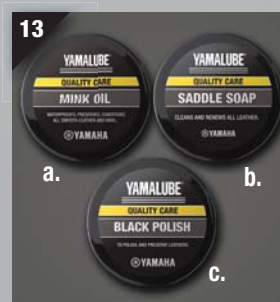 13
YAMALUBE
QUALITY CARE
MINK OIL
WATERPROOFS, PRESERVES, CONDITIONS
ALL SMOOTH LEATHER AND VINYL.
YAMAHA
a.
YAMALUBE
QUALITY CARE
SADDLE SOAP
CLEANS AND RENEWS ALL LEATHER.
YAMAHA
b.
YAMALUBE
QUALITY CARE
BLACK POLISH
TO POLISH AND PRESERVE LEATHERS.
YAMAHA
c.